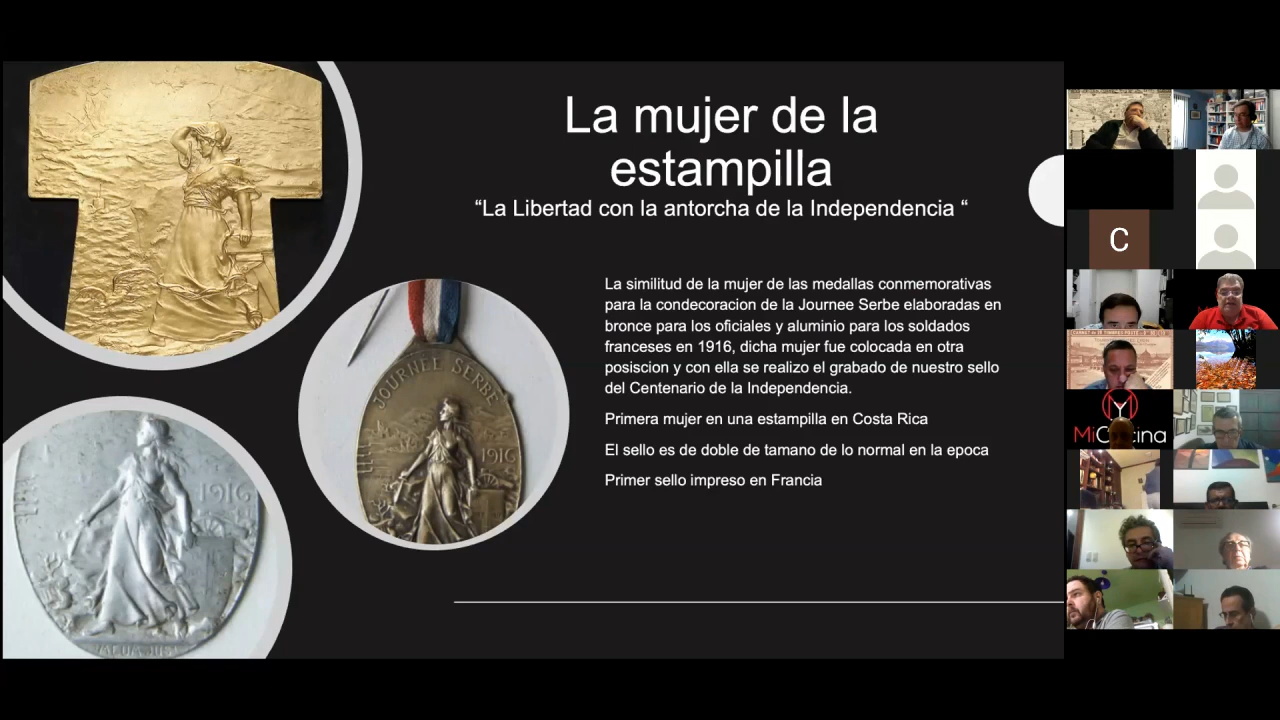 La mujer de la
estampilla
“La Libertad con la antorcha de la Independencia “
La similitud de la mujer de las medallas conmemorativas
para la condecoracion de la Journee Serbe elaboradas en
bronce para los oficiales y aluminio para los soldados
franceses en 1916, dicha mujer fue colocada en otra
posiscion y con ella se realizo el grabado de nuestro sello
del Centenario de la Independencia.
Primera mujer en una estampilla en Costa Rica
El sello es de doble de tamano de lo normal en la epoca
Primer sello impreso en Francia
JOURNEE SERBE
1916
1916
C